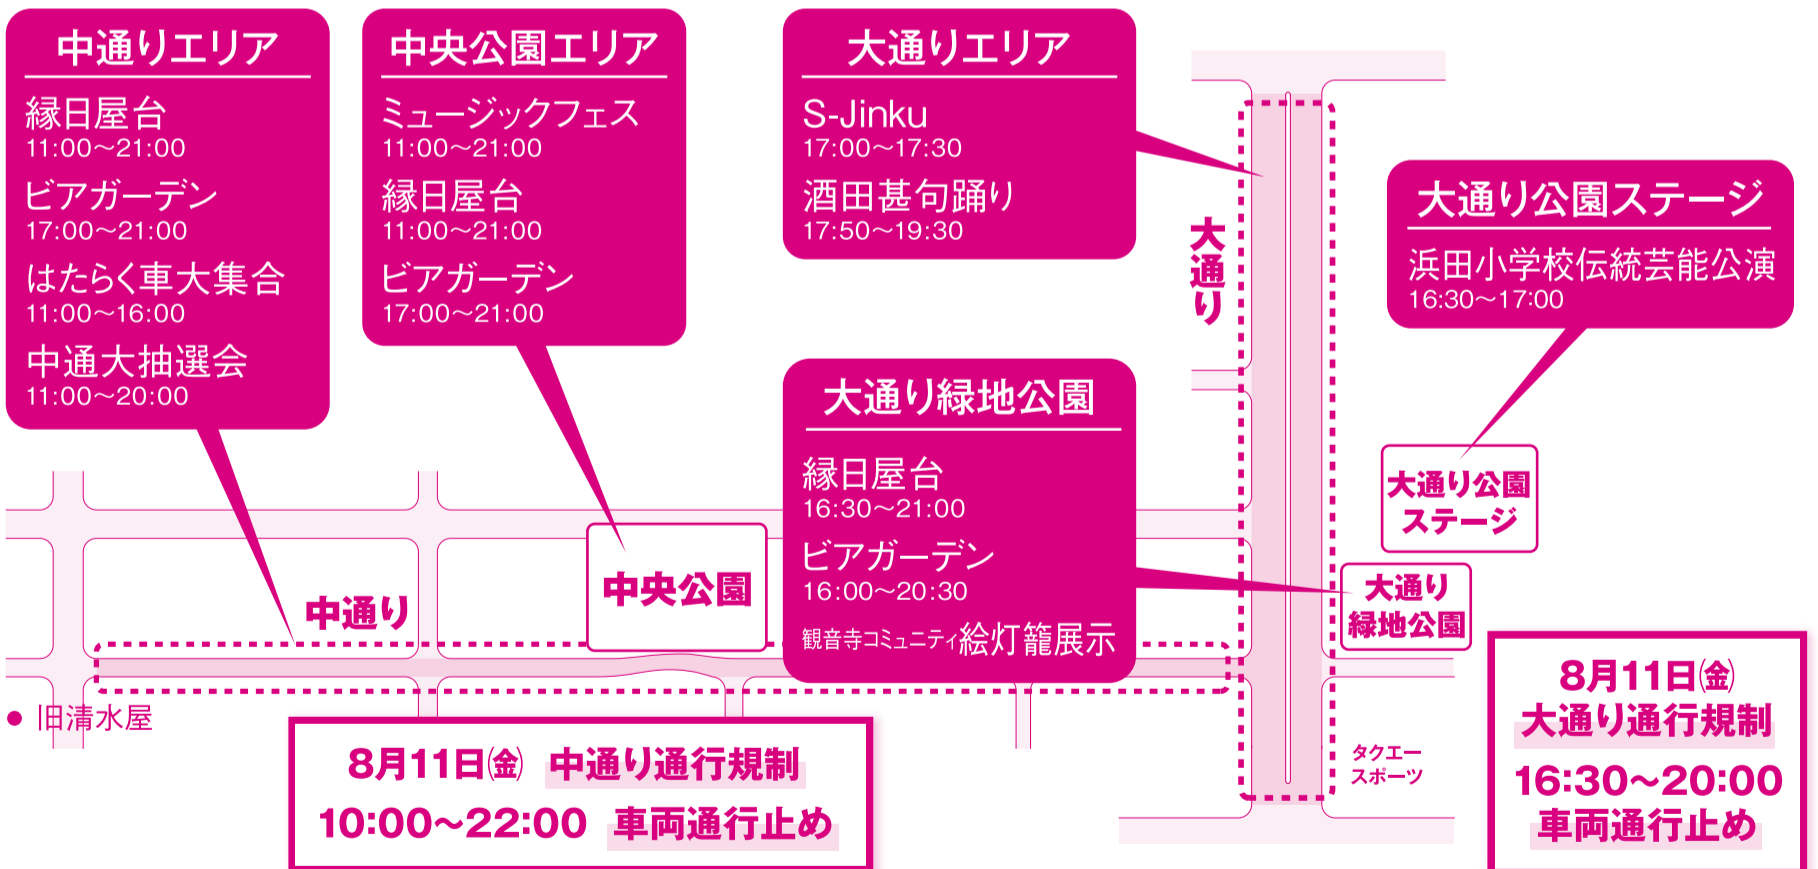 中通りエリア
縁日屋台
11:00～21:00
ビアガーデン
17:00～21:00
はたらく車大集合
11:00～16:00
中通大抽選会
11:00～20:00
中央公園エリア
ミュージックフェス
11:00～21:00
縁日屋台
11:00～21:00
ビアガーデン
17:00～21:00
大通りエリア
S-Jinku
17:00～17:30
酒田甚句踊り
17:50～19:30
大通り公園ステージ
浜田小学校伝統芸能公演
16:30～17:00
大通り緑地公園
縁日屋台
16:30～21:00
ビアガーデン
16:00～20:30
観音寺コミュニティ絵灯籠展示
大通り
大通り公園
ステージ
大通り
緑地公園
中央公園
中通り
旧清水屋
タクエー
スポーツ
8月11日㈮ 中通り通行規制
10:00～22:00 車両通行止め
8月11日㈮
大通り通行規制
16:30～20:00
車両通行止め